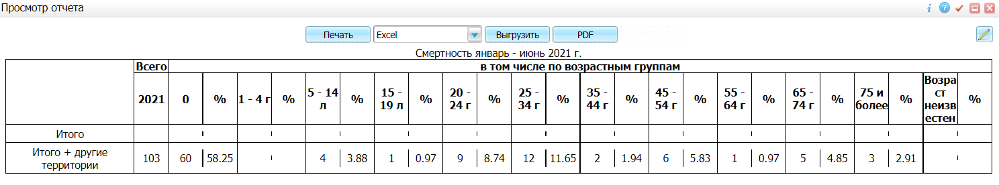 Просмотр отчета
Печать Excel Выгрузить PDF
Смертность январь - июнь 2021 г.
Всего в том числе по возрастным группам
2021 0 % 1 - 4 г % 5 - 14 л % 15 - 19 л % 20 - 24 г % 25 - 34 г % 35 - 44 г % 45 - 54 г % 55 - 64 г % 65 - 74 г % 75 и более % Возраст неизвестен %
Итого
Итого + другие территории 103 60 58.25 4 3.88 1 0.97 9 8.74 12 11.65 2 1.94 6 5.83 1 0.97 5 4.85 3 2.91